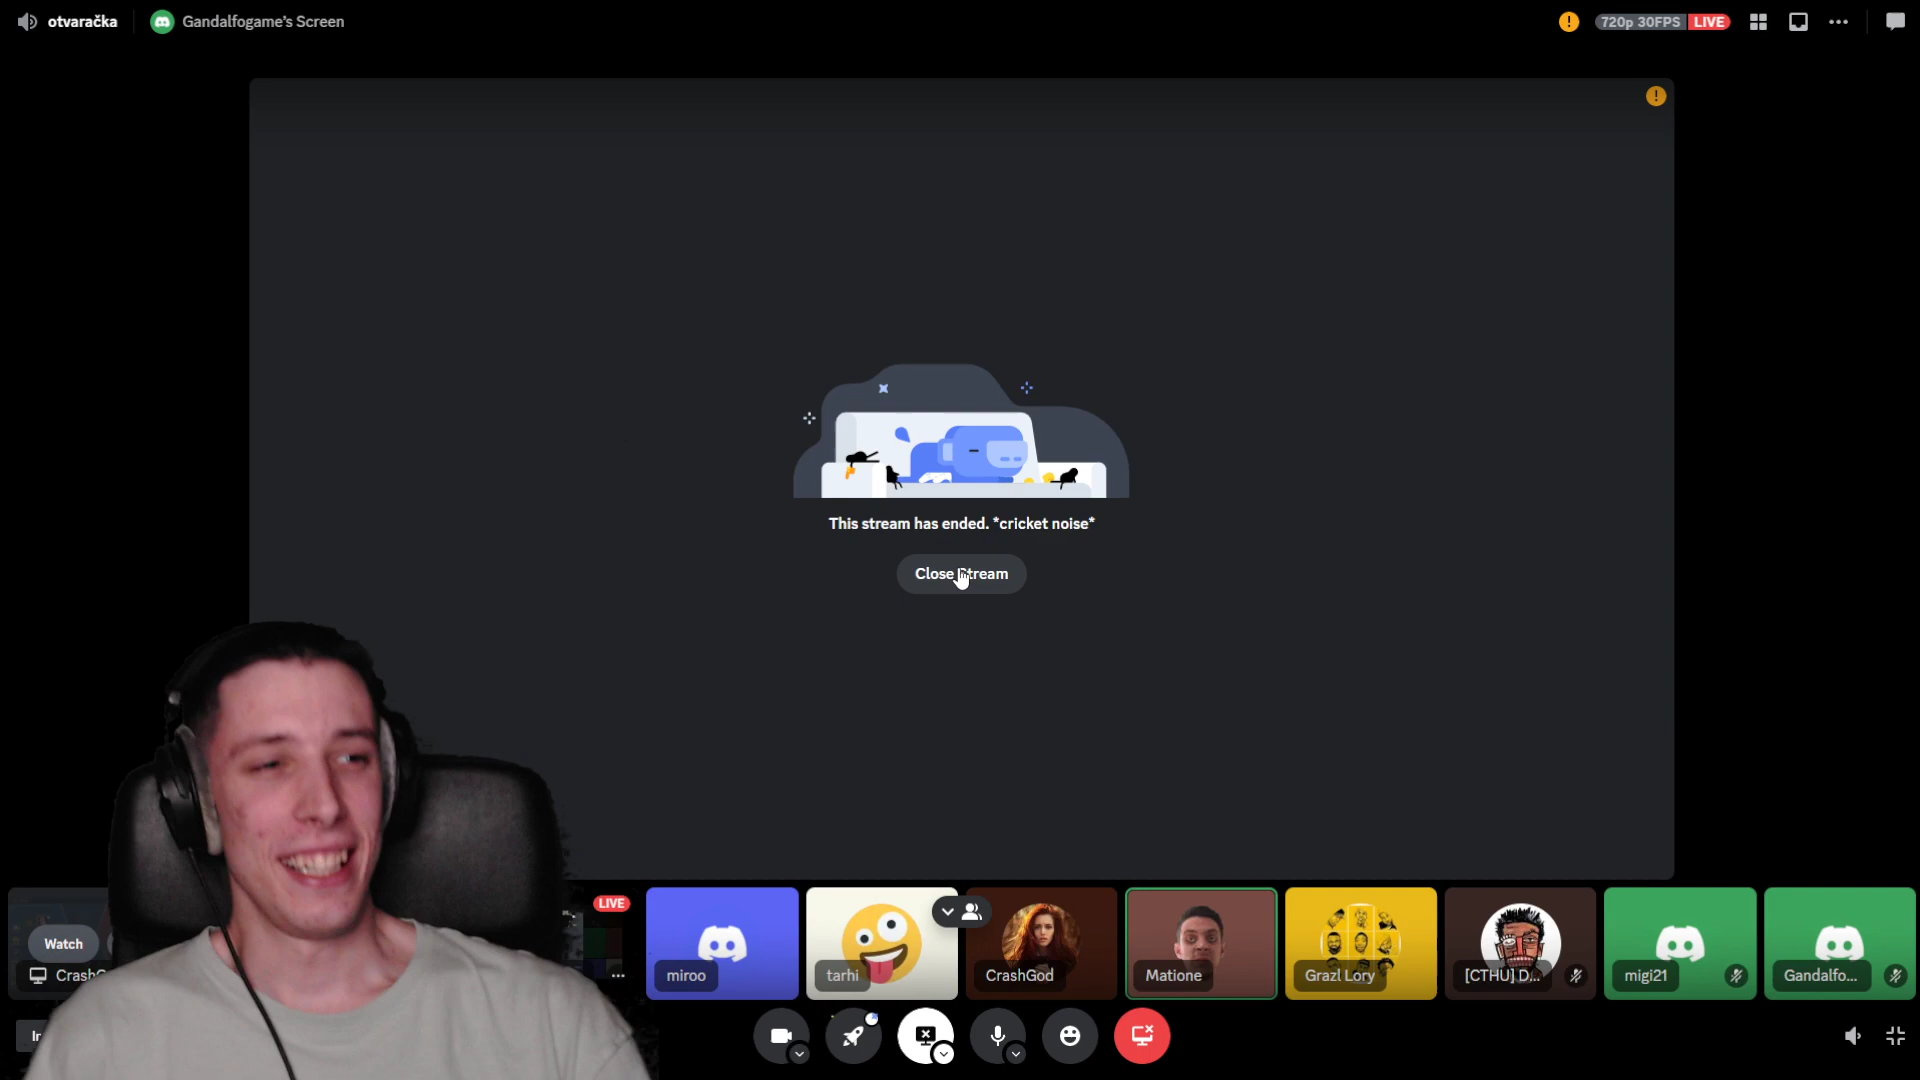 otvaračka
Gandalfogame's Screen
720p 30FPS LIVE
This stream has ended. *cricket noise*
Close Stream
LIVE
Watch
miroo
tarhi
CrashGod
Matione
Grazl Lory
[CTHU] D...
migi21
Gandalfo...